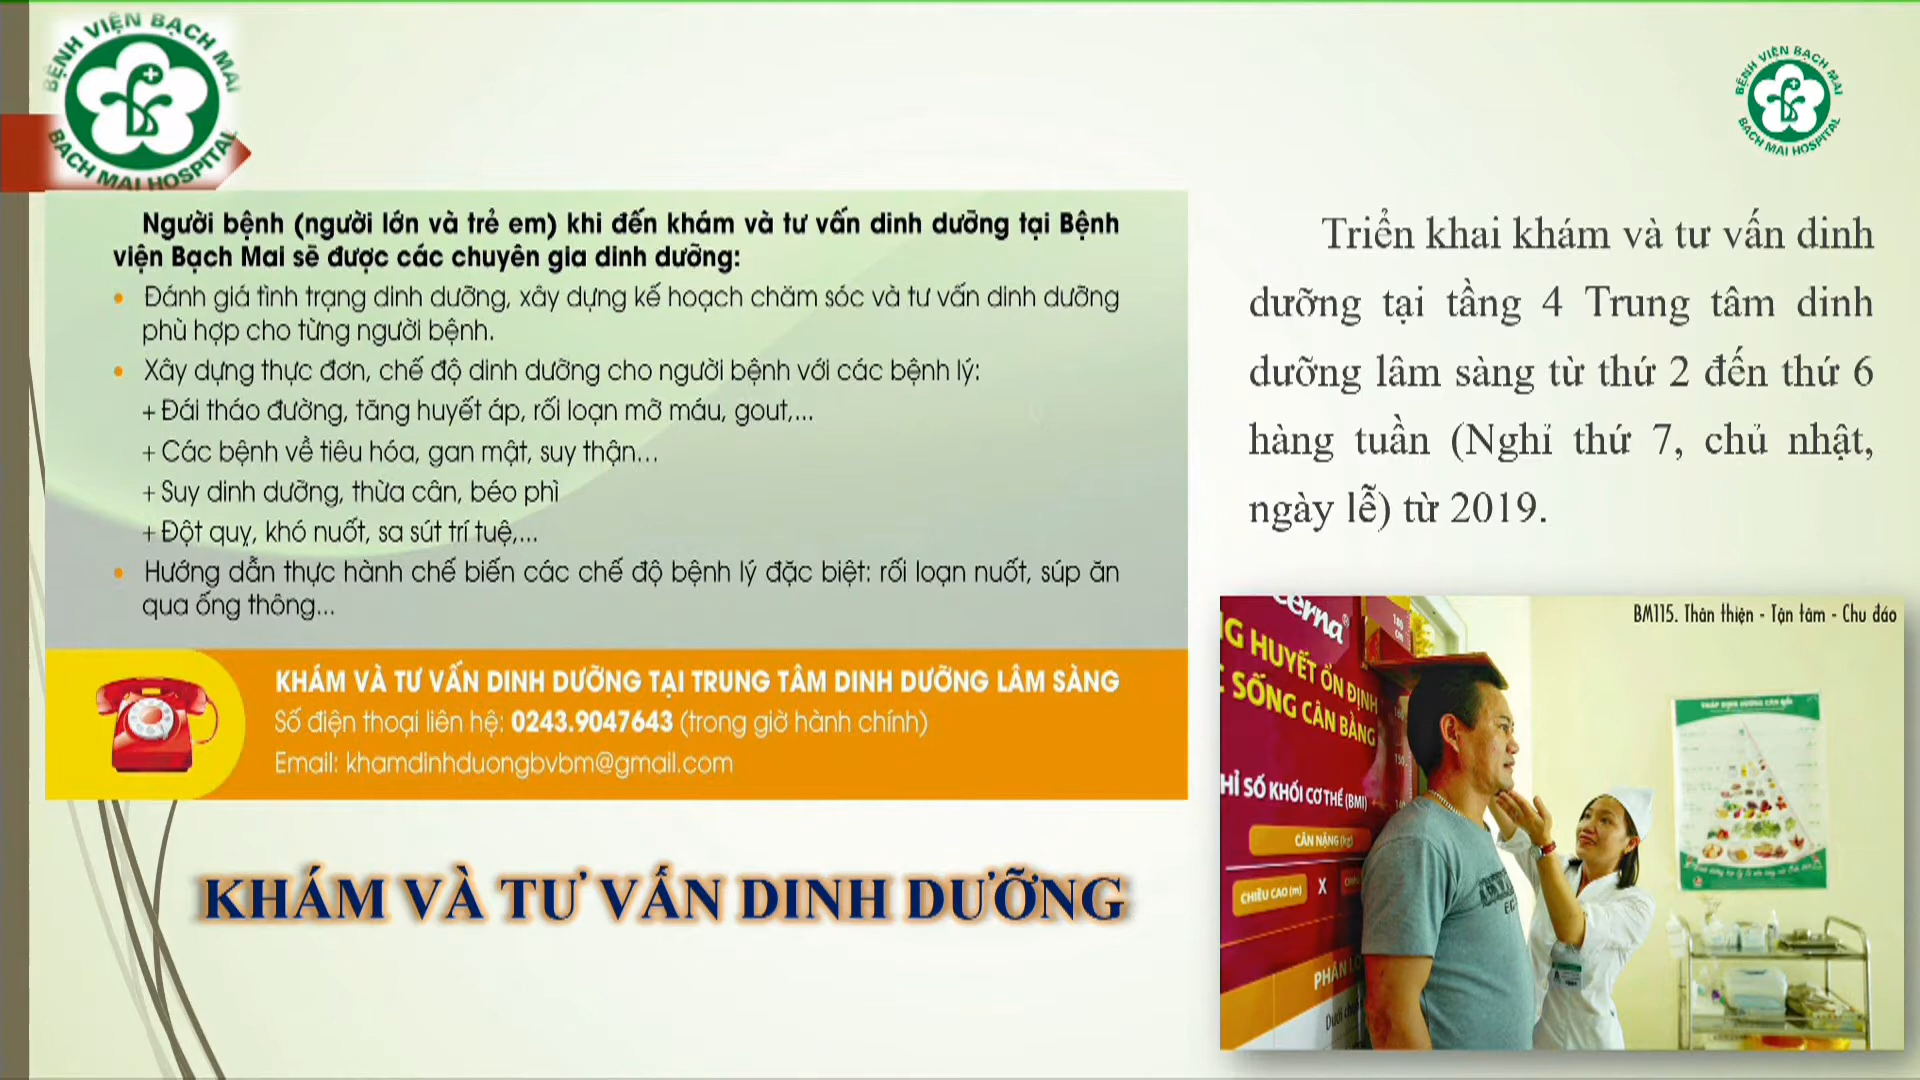 BỆNH VIỆN BẠCH MAI
BACH MAI HOSPITAL
BỆNH VIỆN BẠCH MAI
BACH MAI HOSPITAL
Người bệnh (người lớn và trẻ em) khi đến khám và tư vấn dinh dưỡng tại Bệnh
viện Bạch Mai sẽ được các chuyên gia dinh dưỡng:
• Đánh giá tình trạng dinh dưỡng, xây dựng kế hoạch chăm sóc và tư vấn dinh dưỡng
phù hợp cho từng người bệnh.
• Xây dựng thực đơn, chế độ dinh dưỡng cho người bệnh với các bệnh lý:
+ Đái tháo đường, tăng huyết áp, rối loạn mỡ máu, gout,...
+ Các bệnh về tiêu hóa, gan mật, suy thận...
+ Suy dinh dưỡng, thừa cân, béo phì
+ Đột quỵ, khó nuốt, sa sút trí tuệ,...
• Hướng dẫn thực hành chế biến các chế độ bệnh lý đặc biệt: rối loạn nuốt, súp ăn
qua ống thông...
KHÁM VÀ TƯ VẤN DINH DƯỠNG TẠI TRUNG TÂM DINH DƯỠNG LÂM SÀNG
Số điện thoại liên hệ: 0243.9047643 (trong giờ hành chính)
Email: khamdinhduongbvbm@gmail.com
KHÁM VÀ TƯ VẤN DINH DƯỠNG
Triển khai khám và tư vấn dinh
dưỡng tại tầng 4 Trung tâm dinh
dưỡng lâm sàng từ thứ 2 đến thứ 6
hàng tuần (Nghỉ thứ 7, chủ nhật,
ngày lễ) từ 2019.
BM115. Thân thiện - Tận tâm - Chu đáo
cerna®
G HUYẾT ỔN ĐỊNH
SỐNG CÂN BẰNG
HỈ SỐ KHỐI CƠ THỂ (BMI)
CÂN NẶNG (kg)
CHIỀU CAO (m) X